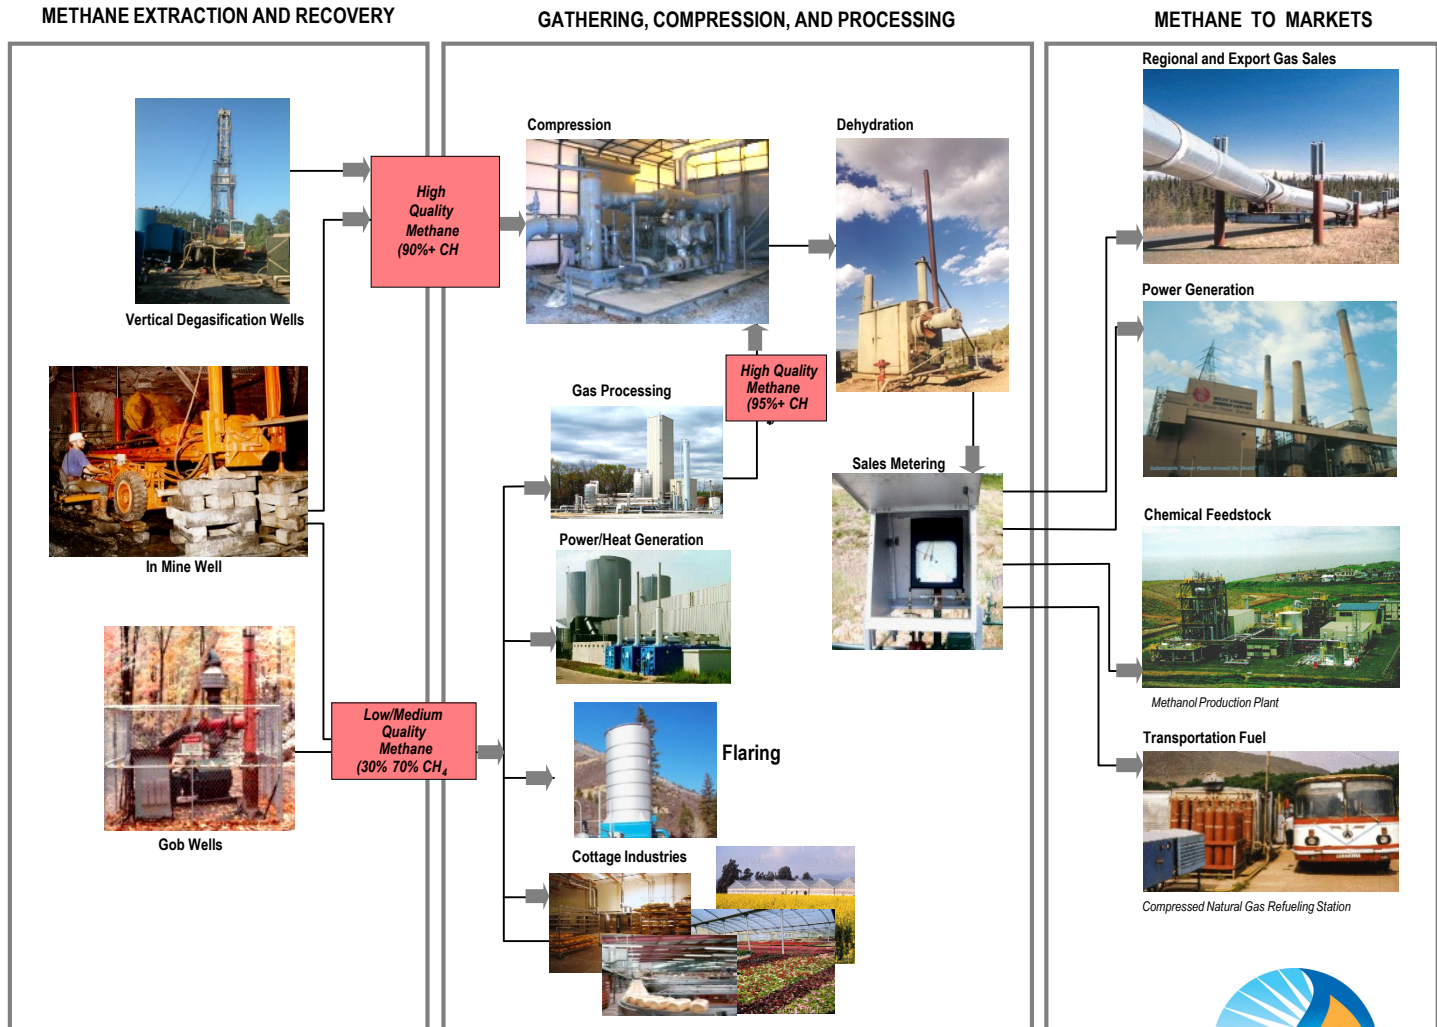 METHANE EXTRACTION AND RECOVERY
GATHERING, COMPRESSION, AND PROCESSING
METHANE TO MARKETS
Vertical Degasification Wells
In Mine Well
Gob Wells
High
Quality
Methane
(90%+ CH
Low/Medium
Quality
Methane
(30% 70% CH4
Compression
Dehydration
Gas Processing
High Quality
Methane
(95%+ CH
Power/Heat Generation
Sales Metering
Flaring
Cottage Industries
Regional and Export Gas Sales
Power Generation
Chemical Feedstock
Methanol Production Plant
Transportation Fuel
Compressed Natural Gas Refueling Station